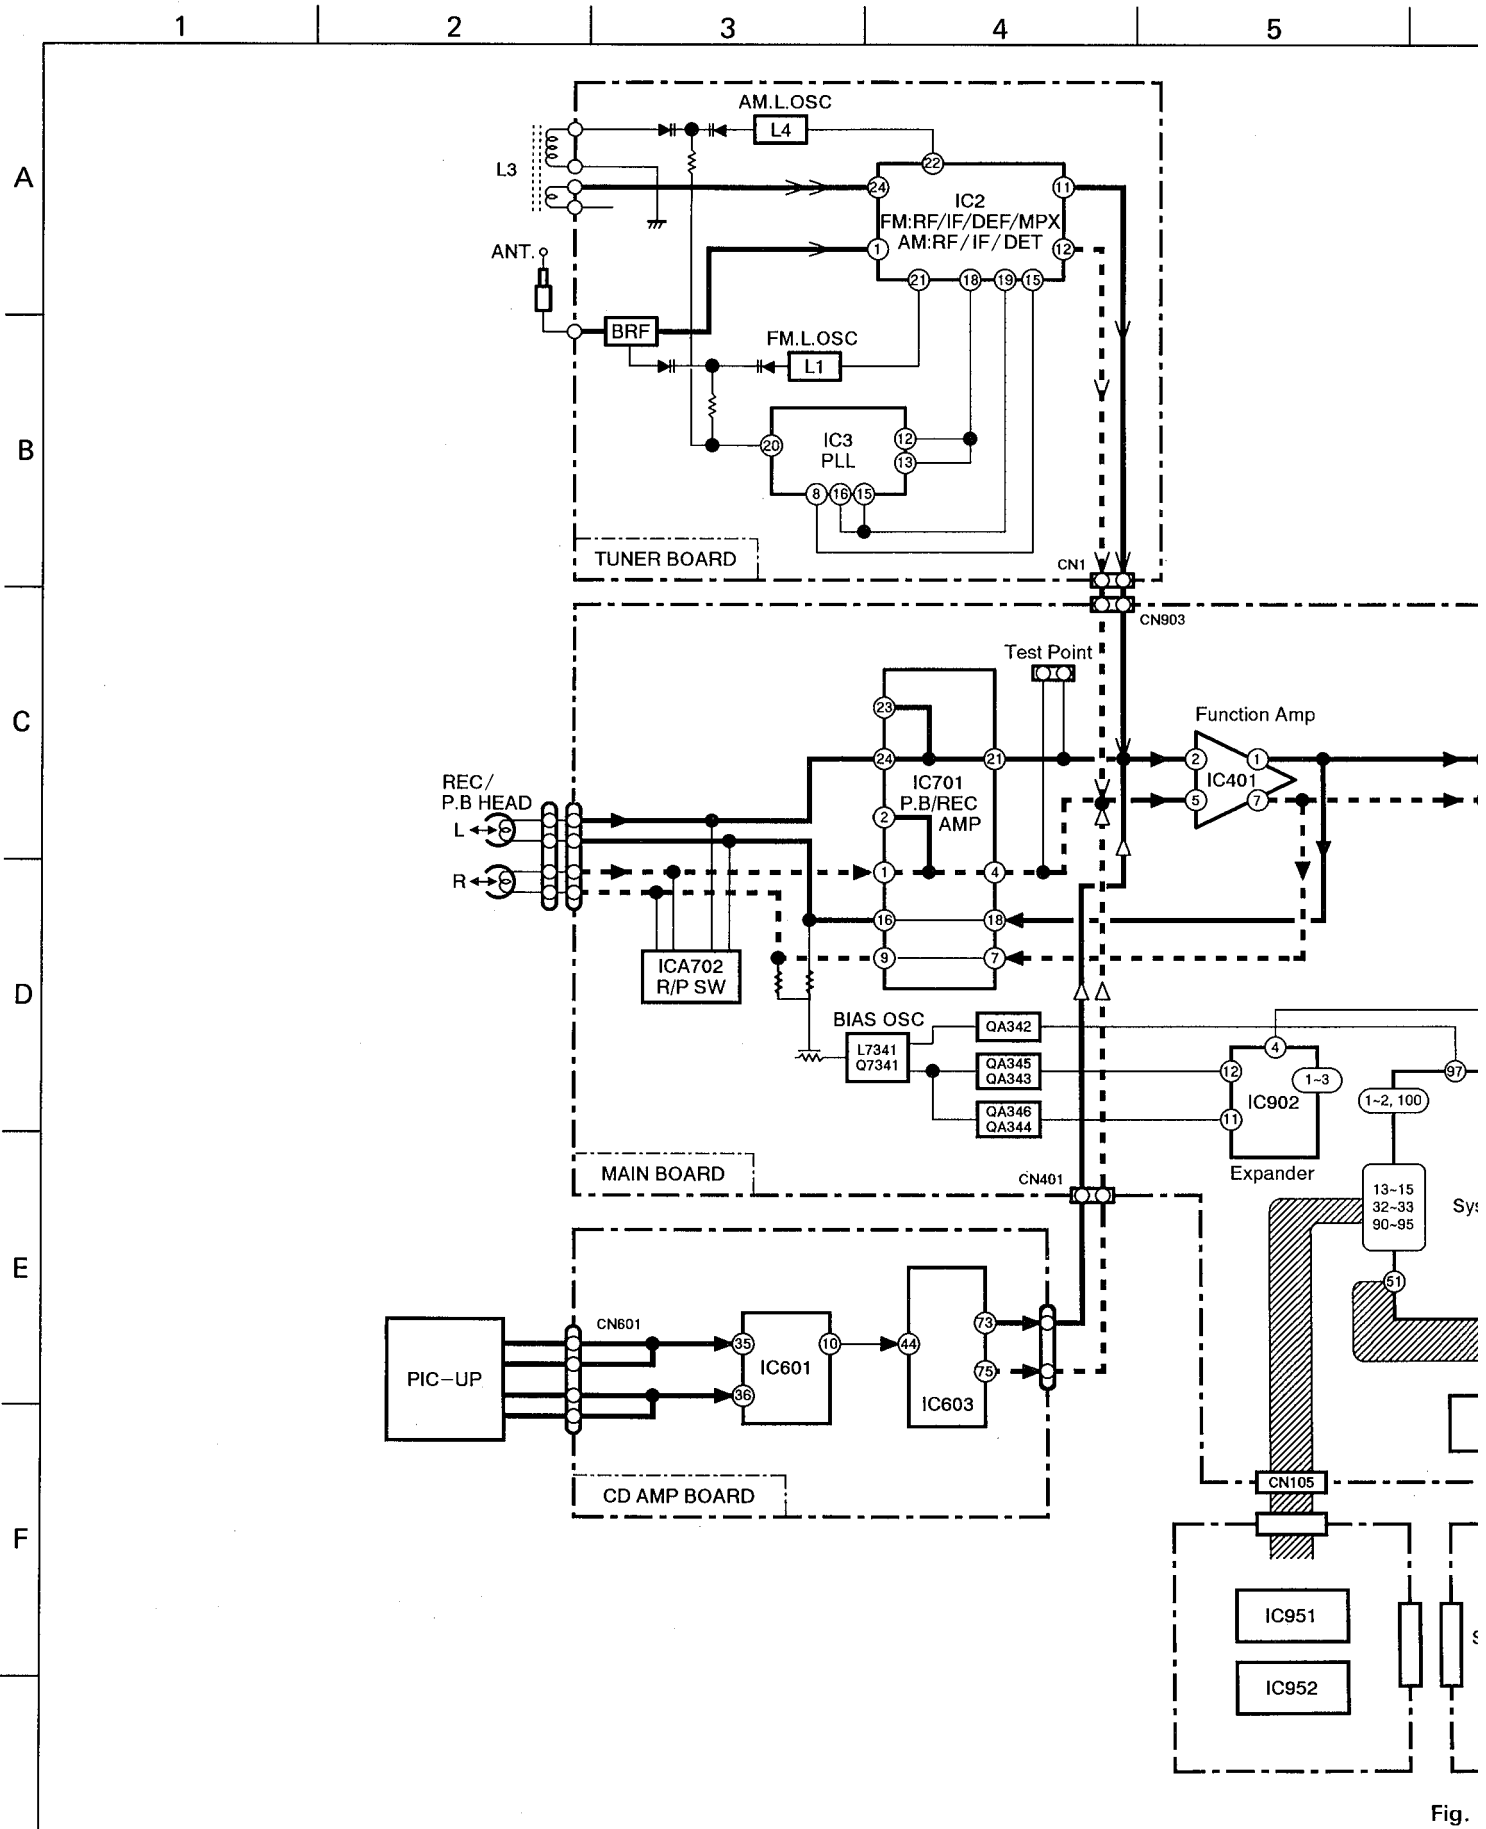 1 2 3 4 5
A
B
C
D
E
F
AM.L.OSC
L4
L3
22
24
11
IC2
FM:RF/IF/DEF/MPX
AM:RF/IF/DET
1
12
21 18 19 15
ANT.
BRF
FM.L.OSC
L1
20
IC3
PLL
12
13
8 16 15
TUNER BOARD
CN1
CN903
Test Point
Function Amp
23
24
21
2
1
IC401
5
7
IC701
P.B/REC
AMP
2
1
4
16
18
9
7
REC/
P.B HEAD
L
R
ICA702
R/P SW
BIAS OSC
L7341
Q7341
QA342
QA345
QA343
QA346
QA344
4
12
1~3
IC902
11
Expander
97
1~2, 100
13~15
32~33
90~95
Sys
51
MAIN BOARD
CN401
CN601
PIC-UP
35
36
IC601
10
44
73
75
IC603
CD AMP BOARD
CN105
IC951
IC952
S
Fig.